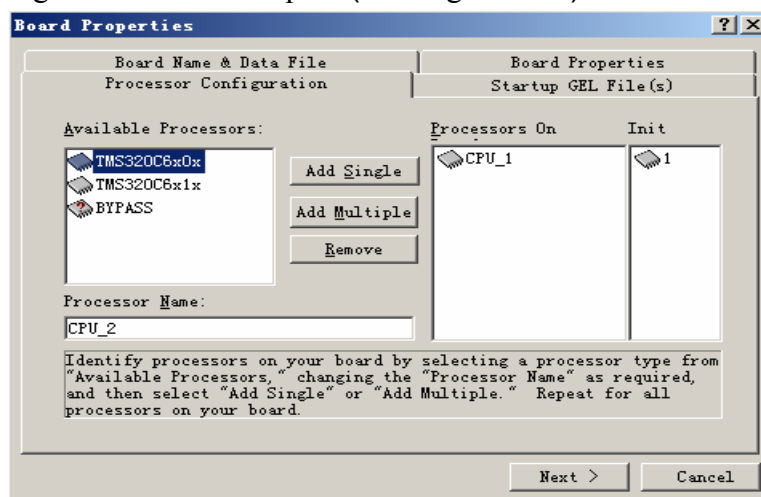 Board Properties
Board Name & Data File
Board Properties
Processor Configuration
Startup GEL File(s)
Available Processors:
Processors On
Init
TMS320C6x0x
TMS320C6x1x
BYPASS
Add Single
Add Multiple
Remove
CPU_1
1
Processor Name:
CPU_2
Identify processors on your board by selecting a processor type from
"Available Processors," changing the "Processor Name" as required,
and then select "Add Single" or "Add Multiple." Repeat for all
processors on your board.
Next >
Cancel